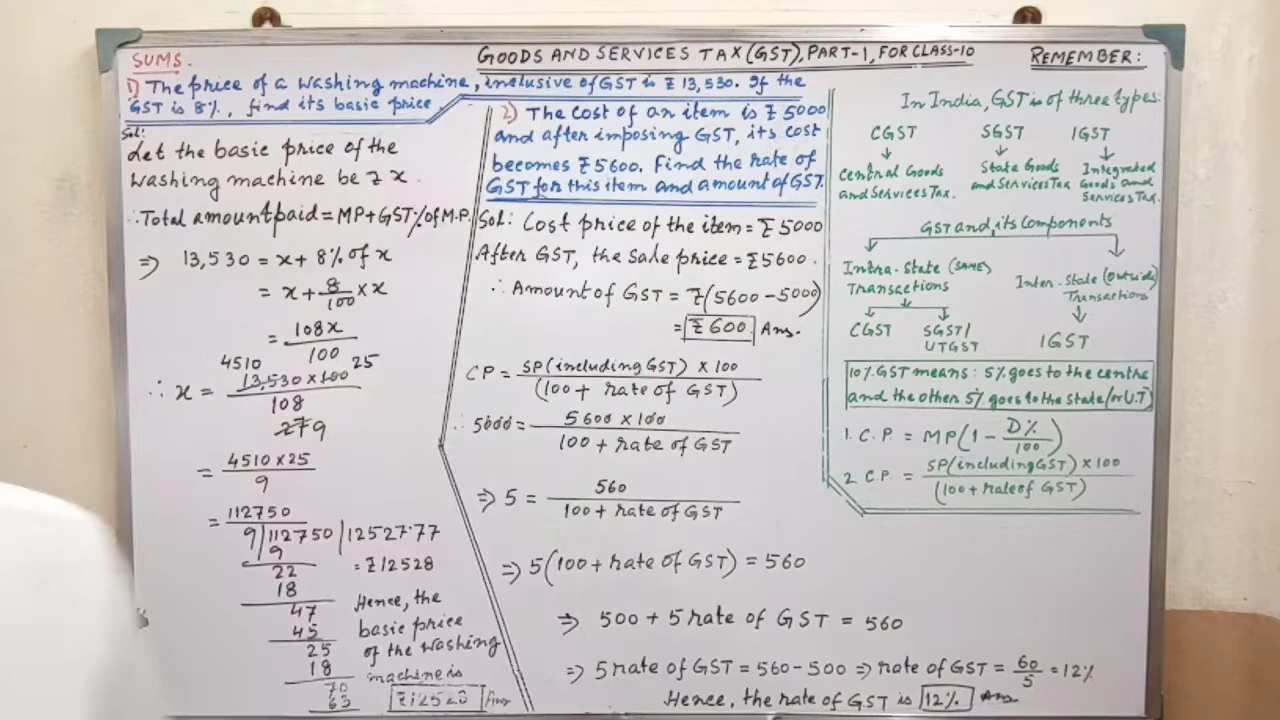 GOODS AND SERVICES TAX (GST), PART-1, FOR CLASS-10
SUMS.
1) The price of a washing machine, inclusive of GST is ₹ 13,530. If the
GST is 8%, find its basic price.
Sol:
Let the basic price of the
washing machine be ₹ x.
∴ Total amount paid = MP + GST% of M.P.
⇒ 13,530 = x + 8% of x
= x + 8/100 × x
= 108x/100
4510 25
∴ x = 13,530 × 100 / 108
27 9
= 4510 × 25 / 9
= 112750 / 9
9|112750|12527.77
9
22
18
47
45
25
18
70
63
= ₹12528
Hence, the
basic price
of the washing
machine is
₹12528 Ans
2) The cost of an item is ₹ 5000
and after imposing GST, its cost
becomes ₹ 5600. Find the rate of
GST for this item and amount of GST.
Sol: Cost price of the item = ₹ 5000
After GST, the sale price = ₹5600.
∴ Amount of GST = ₹(5600 - 5000)
= ₹ 600. Ans.
CP = SP (including GST) × 100 / (100 + rate of GST)
∴ 5000 = 5600 × 100 / 100 + rate of GST
⇒ 5 = 560 / 100 + rate of GST
⇒ 5(100 + rate of GST) = 560
⇒ 500 + 5 rate of GST = 560
⇒ 5 rate of GST = 560 - 500 ⇒ rate of GST = 60/5 = 12%
Hence, the rate of GST is 12%. Ans
REMEMBER:
In India, GST is of three types:
CGST SGST IGST
↓ ↓ ↓
Central Goods and Services Tax.
State Goods and Services Tax
Integrated Goods and Services Tax.
GST and its Components
Intra-State (SAME) Transactions
Inter-State (Outside) Transactions
CGST SGST/ UTGST
IGST
10% GST means: 5% goes to the centre
and the other 5% goes to the state (or U.T)
1. C.P. = MP(1 - D%/100)
2. C.P. = SP (including GST) × 100 / (100 + rate of GST)